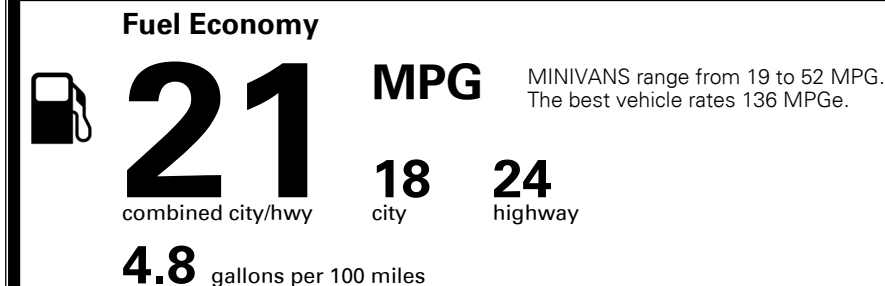 Fuel Economy
21 MPG
MINIVANS range from 19 to 52 MPG.
The best vehicle rates 136 MPGe.
18 24
combined city/hwy city highway
4.8 gallons per 100 miles